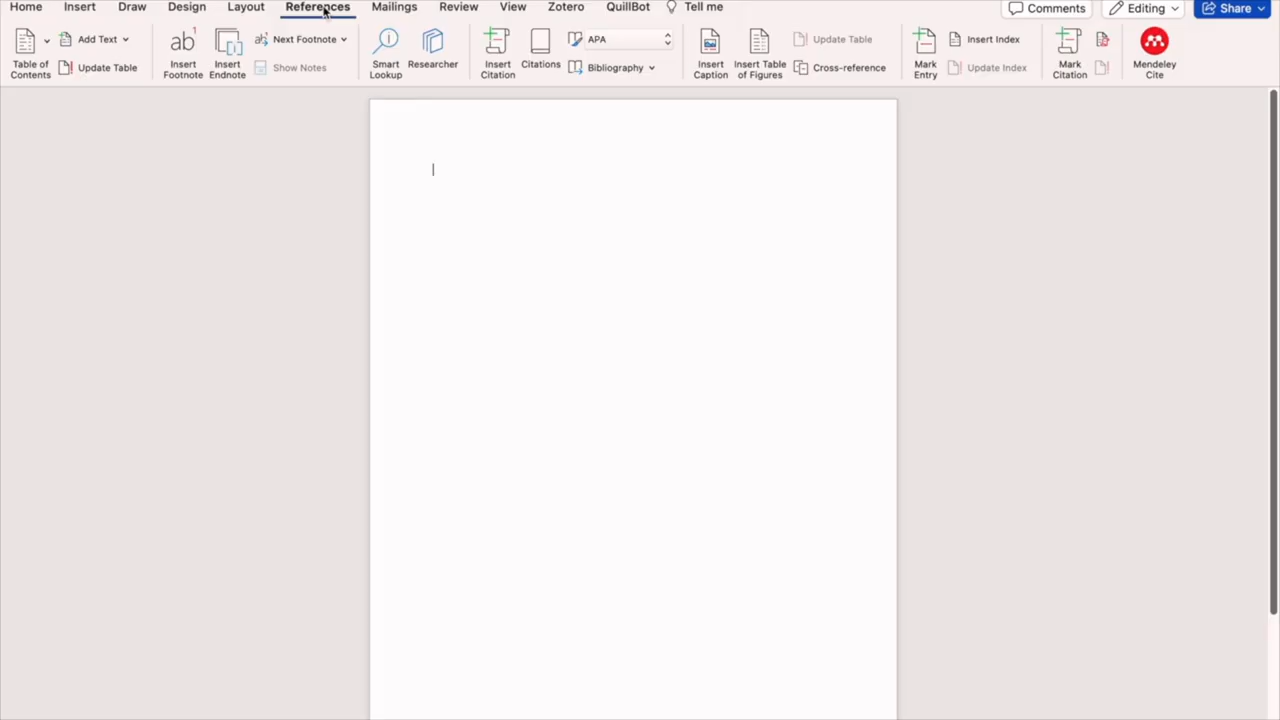 Home Insert Draw Design Layout References Mailings Review View Zotero QuillBot Tell me Comments Editing Share
Table of Contents
Add Text
Update Table
ab1
Insert Footnote
Insert Endnote
ab Next Footnote
Show Notes
Smart Lookup
Researcher
Insert Citation
Citations
APA
Bibliography
Insert Caption
Insert Table of Figures
Update Table
Cross-reference
Mark Entry
Insert Index
Update Index
Mark Citation
Mendeley Cite